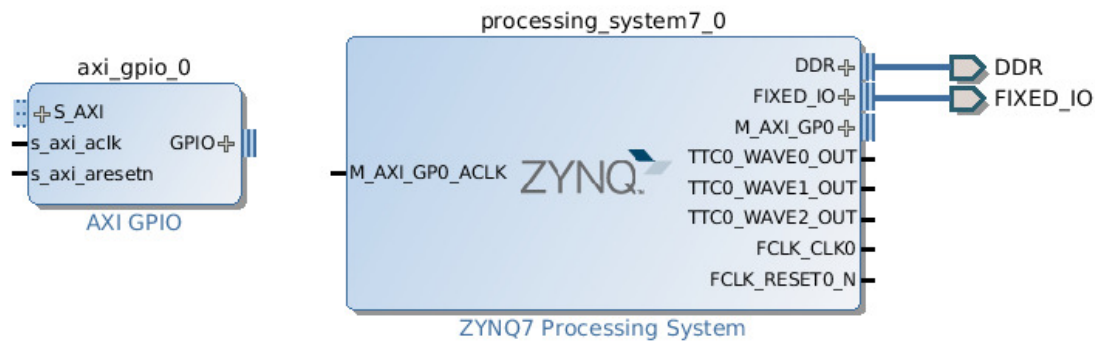 axi_gpio_0
S_AXI
s_axi_aclk
s_axi_aresetn
GPIO
AXI GPIO
processing_system7_0
M_AXI_GP0_ACLK
ZYNQ
DDR
FIXED_IO
M_AXI_GP0
TTC0_WAVE0_OUT
TTC0_WAVE1_OUT
TTC0_WAVE2_OUT
FCLK_CLK0
FCLK_RESET0_N
ZYNQ7 Processing System
DDR
FIXED_IO